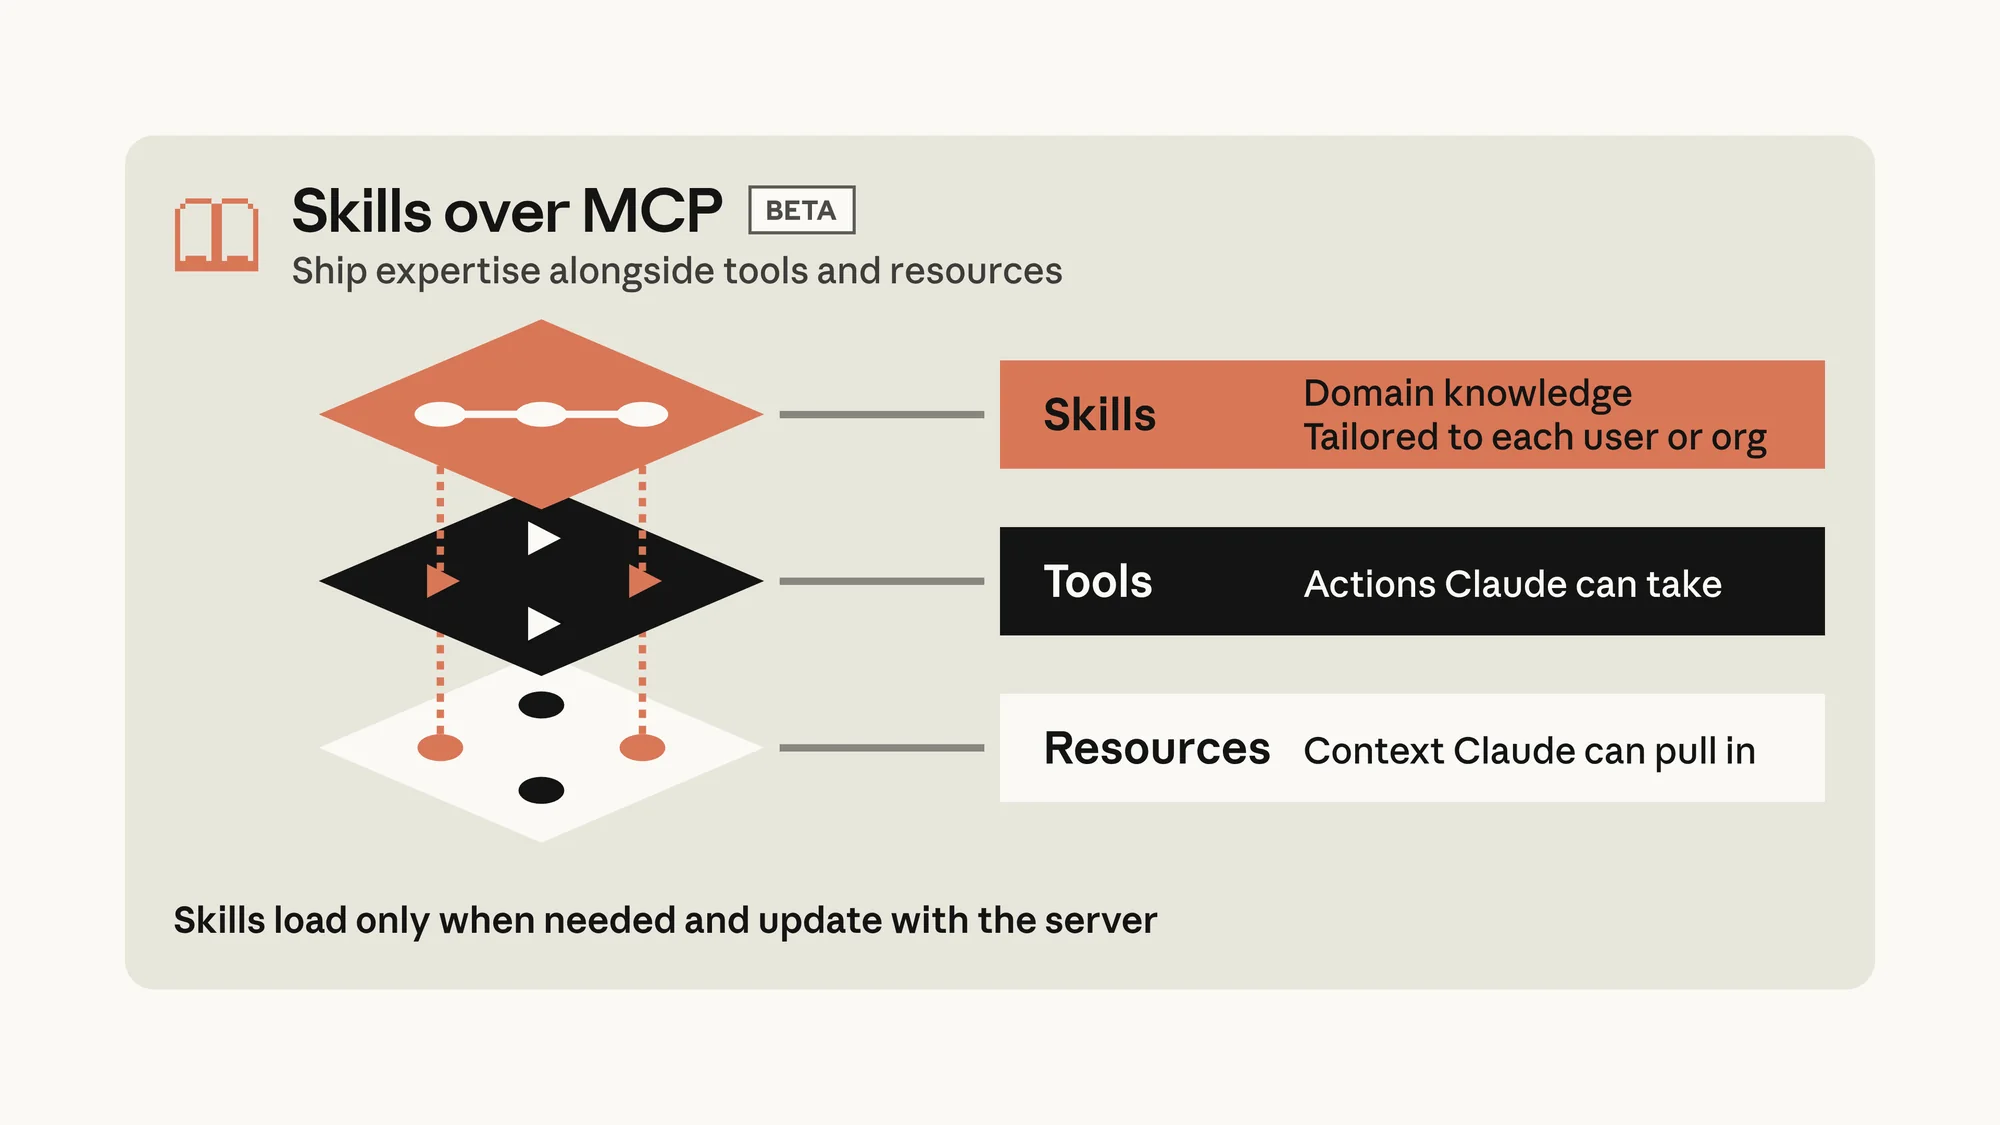 Skills over MCP
BETA
Ship expertise alongside tools and resources
Skills
Domain knowledge
Tailored to each user or org
Tools
Actions Claude can take
Resources
Context Claude can pull in
Skills load only when needed and update with the server